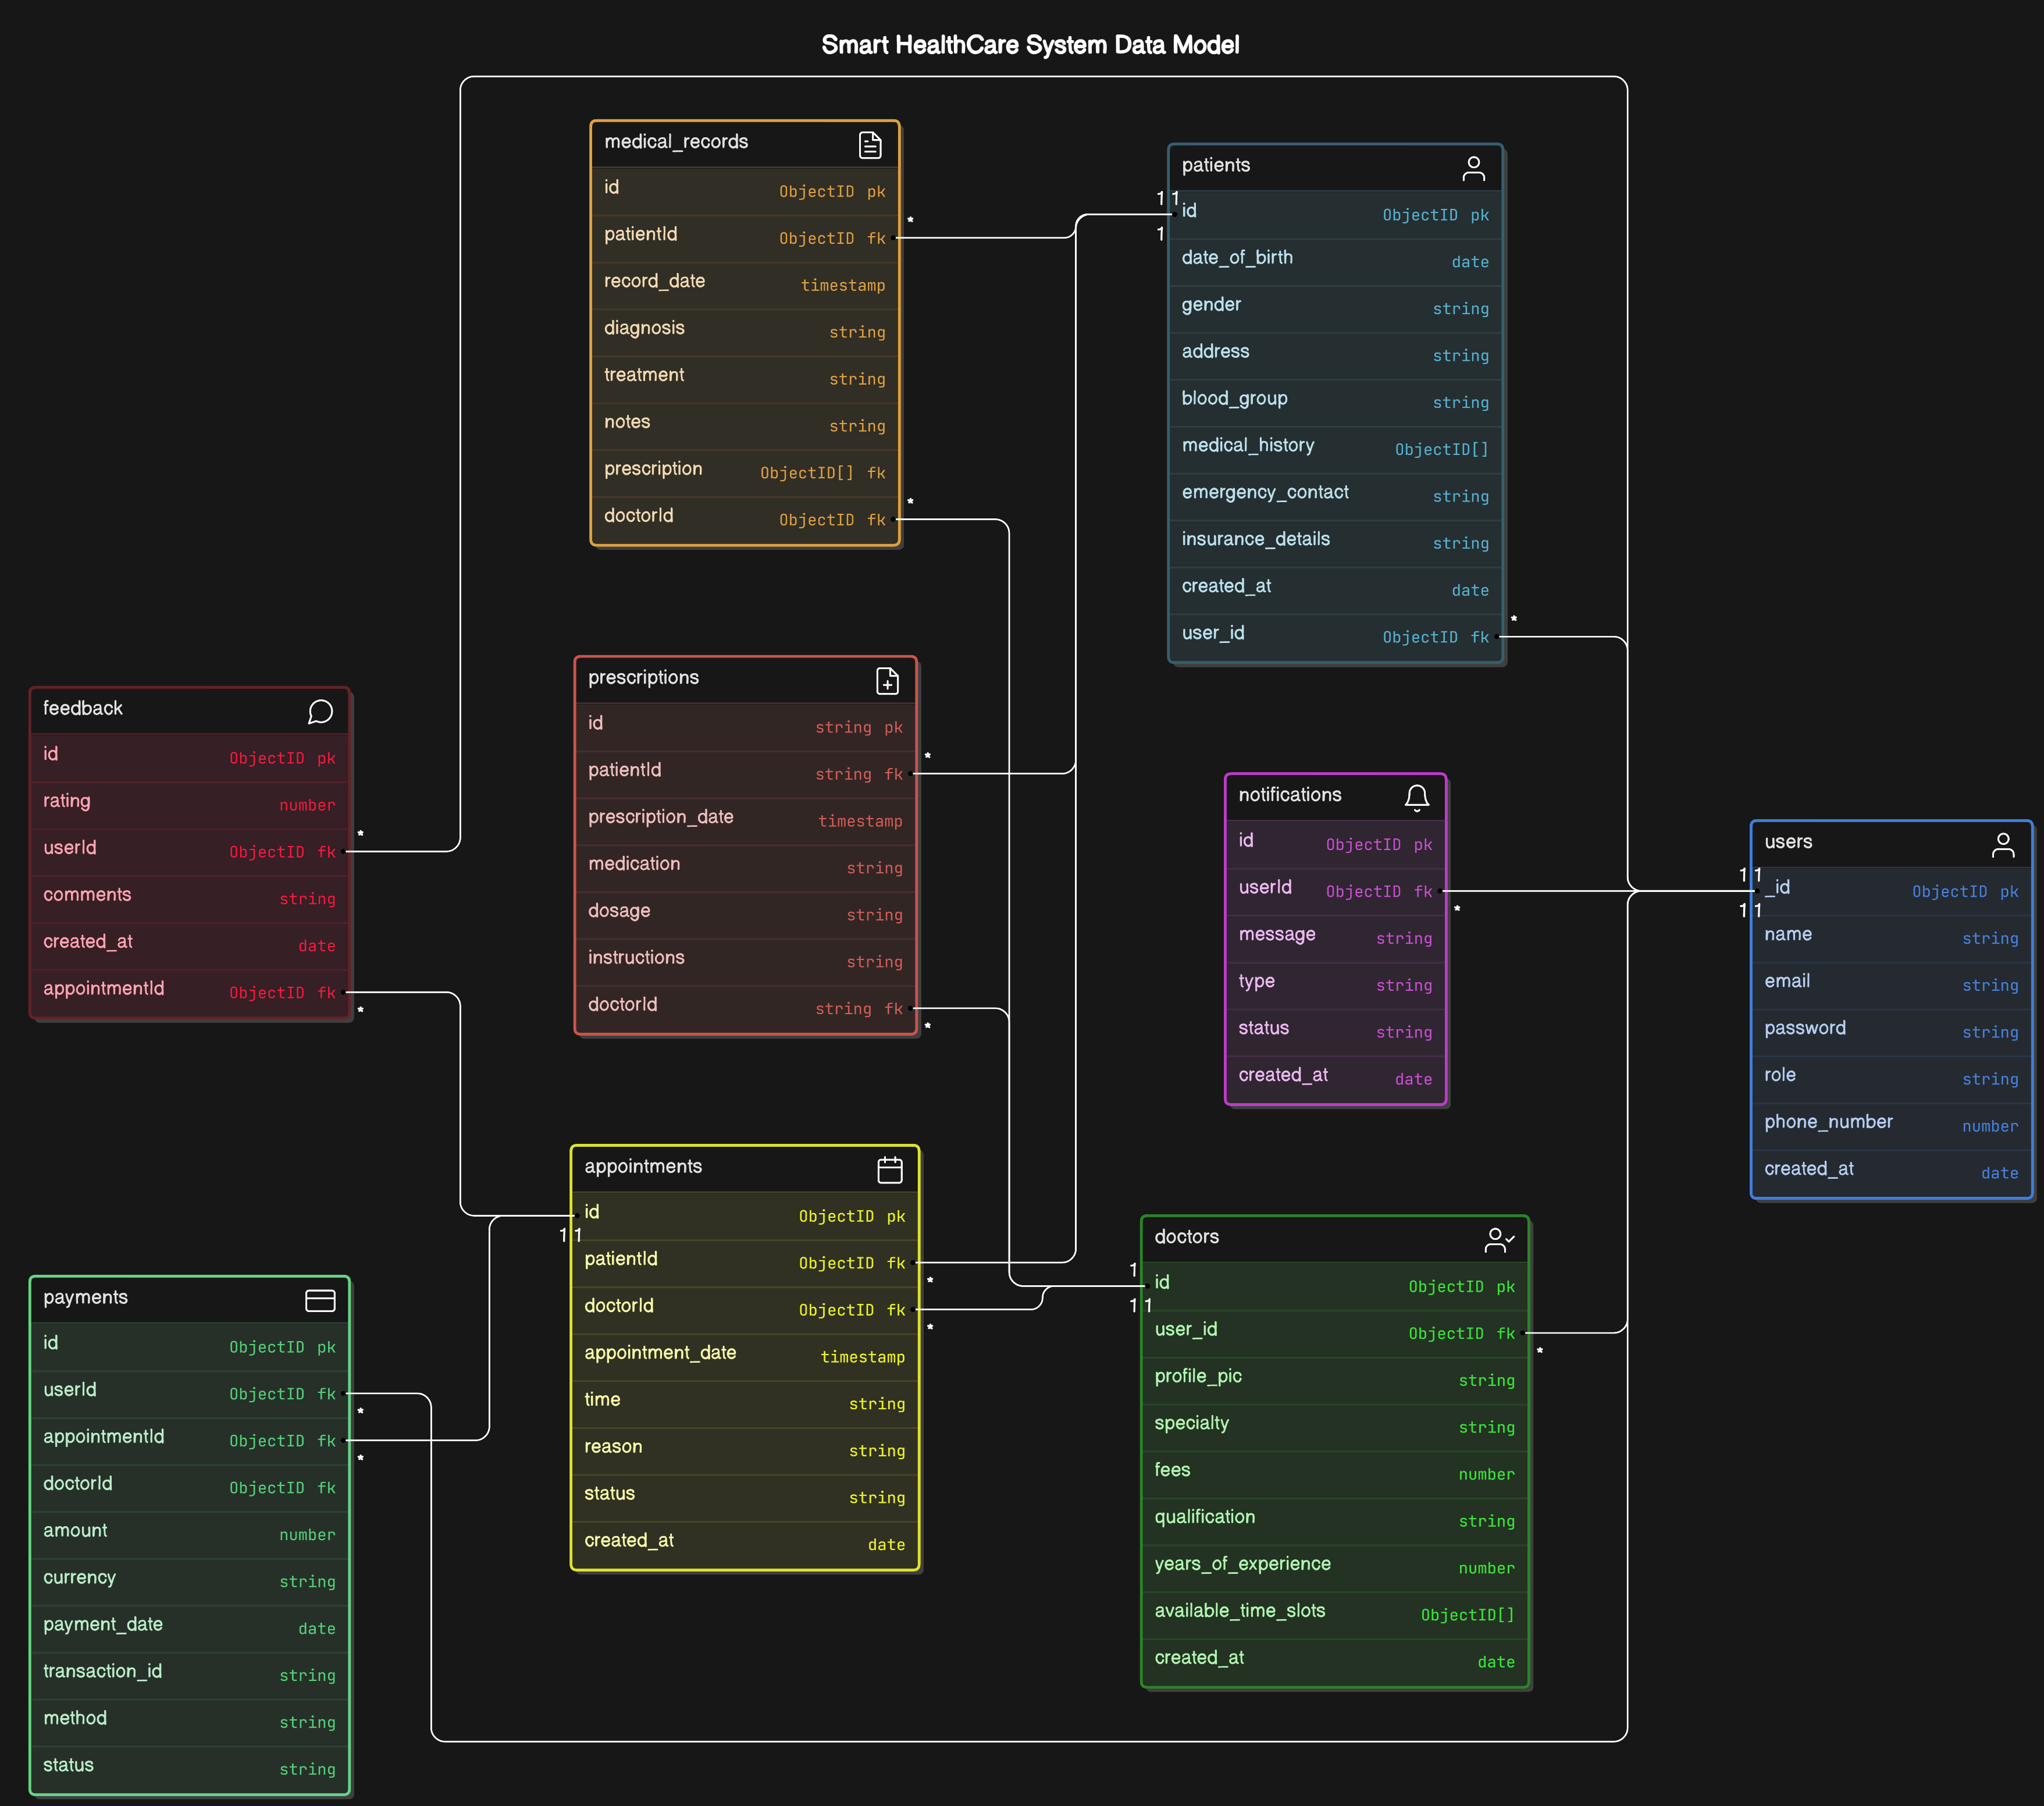 Smart HealthCare System Data Model
medical_records
id ObjectID pk
patientId ObjectID fk
record_date timestamp
diagnosis string
treatment string
notes string
prescription ObjectID[] fk
doctorId ObjectID fk
*
*
patients
1 1
1
id ObjectID pk
date_of_birth date
gender string
address string
blood_group string
medical_history ObjectID[]
emergency_contact string
insurance_details string
created_at date
user_id ObjectID fk
*
feedback
id ObjectID pk
rating number
userId ObjectID fk
comments string
created_at date
appointmentId ObjectID fk
*
*
prescriptions
id string pk
patientId string fk
prescription_date timestamp
medication string
dosage string
instructions string
doctorId string fk
*
*
notifications
id ObjectID pk
userId ObjectID fk
message string
type string
status string
created_at date
*
users
1 1
1 1
_id ObjectID pk
name string
email string
password string
role string
phone_number number
created_at date
appointments
id ObjectID pk
1 1
patientId ObjectID fk
doctorId ObjectID fk
appointment_date timestamp
time string
reason string
status string
created_at date
*
*
doctors
1
1 1
id ObjectID pk
user_id ObjectID fk
profile_pic string
specialty string
fees number
qualification string
years_of_experience number
available_time_slots ObjectID[]
created_at date
*
payments
id ObjectID pk
userId ObjectID fk
appointmentId ObjectID fk
doctorId ObjectID fk
amount number
currency string
payment_date date
transaction_id string
method string
status string
*
*